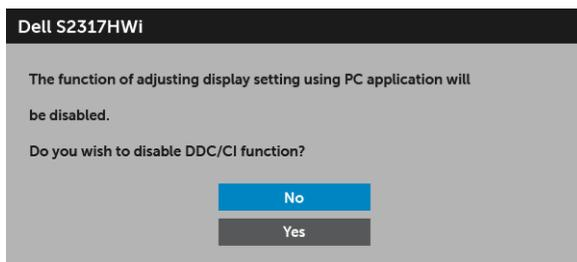 Dell S2317HWi
The function of adjusting display setting using PC application will
be disabled.
Do you wish to disable DDC/CI function?
No
Yes